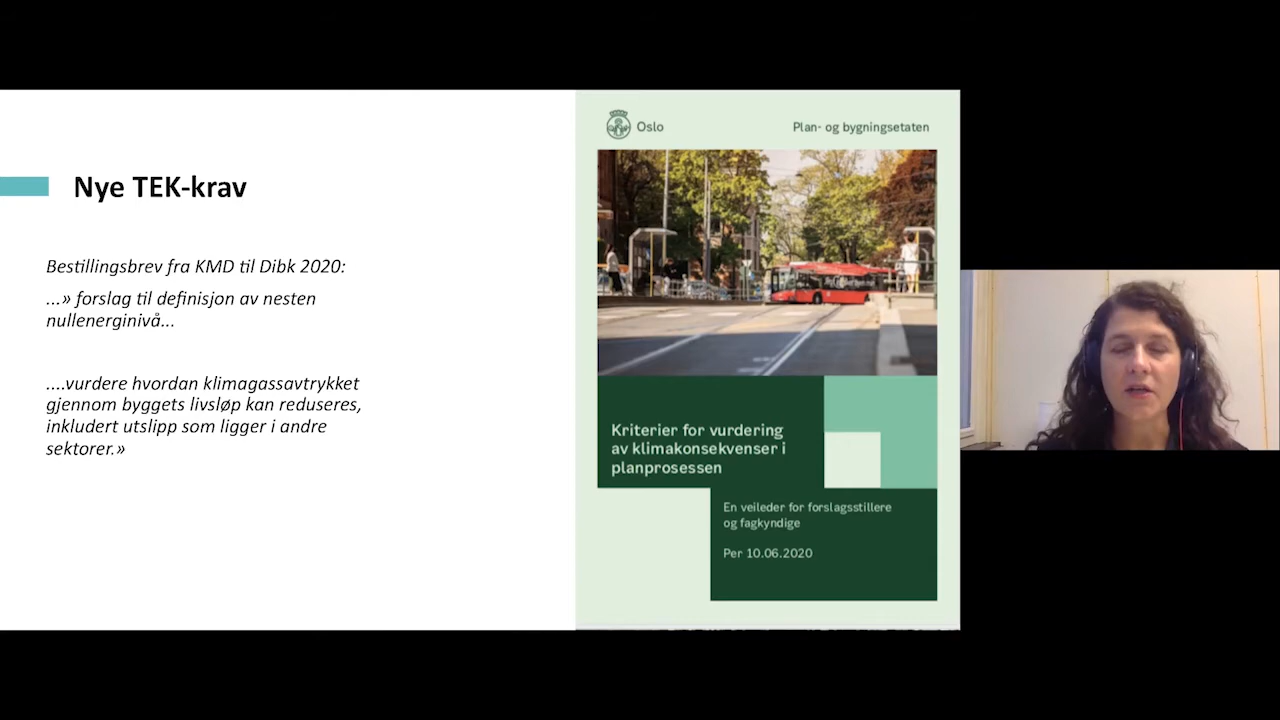 Nye TEK-krav
Bestillingsbrev fra KMD til Dibk 2020:
...» forslag til definisjon av nesten
nullenerginivå...
....vurdere hvordan klimagassavtrykket
gjennom byggets livsløp kan reduseres,
inkludert utslipp som ligger i andre
sektorer.»
Oslo
Plan- og bygningsetaten
Kriterier for vurdering
av klimakonsekvenser i
planprosessen
En veileder for forslagsstillere
og fagkyndige
Per 10.06.2020